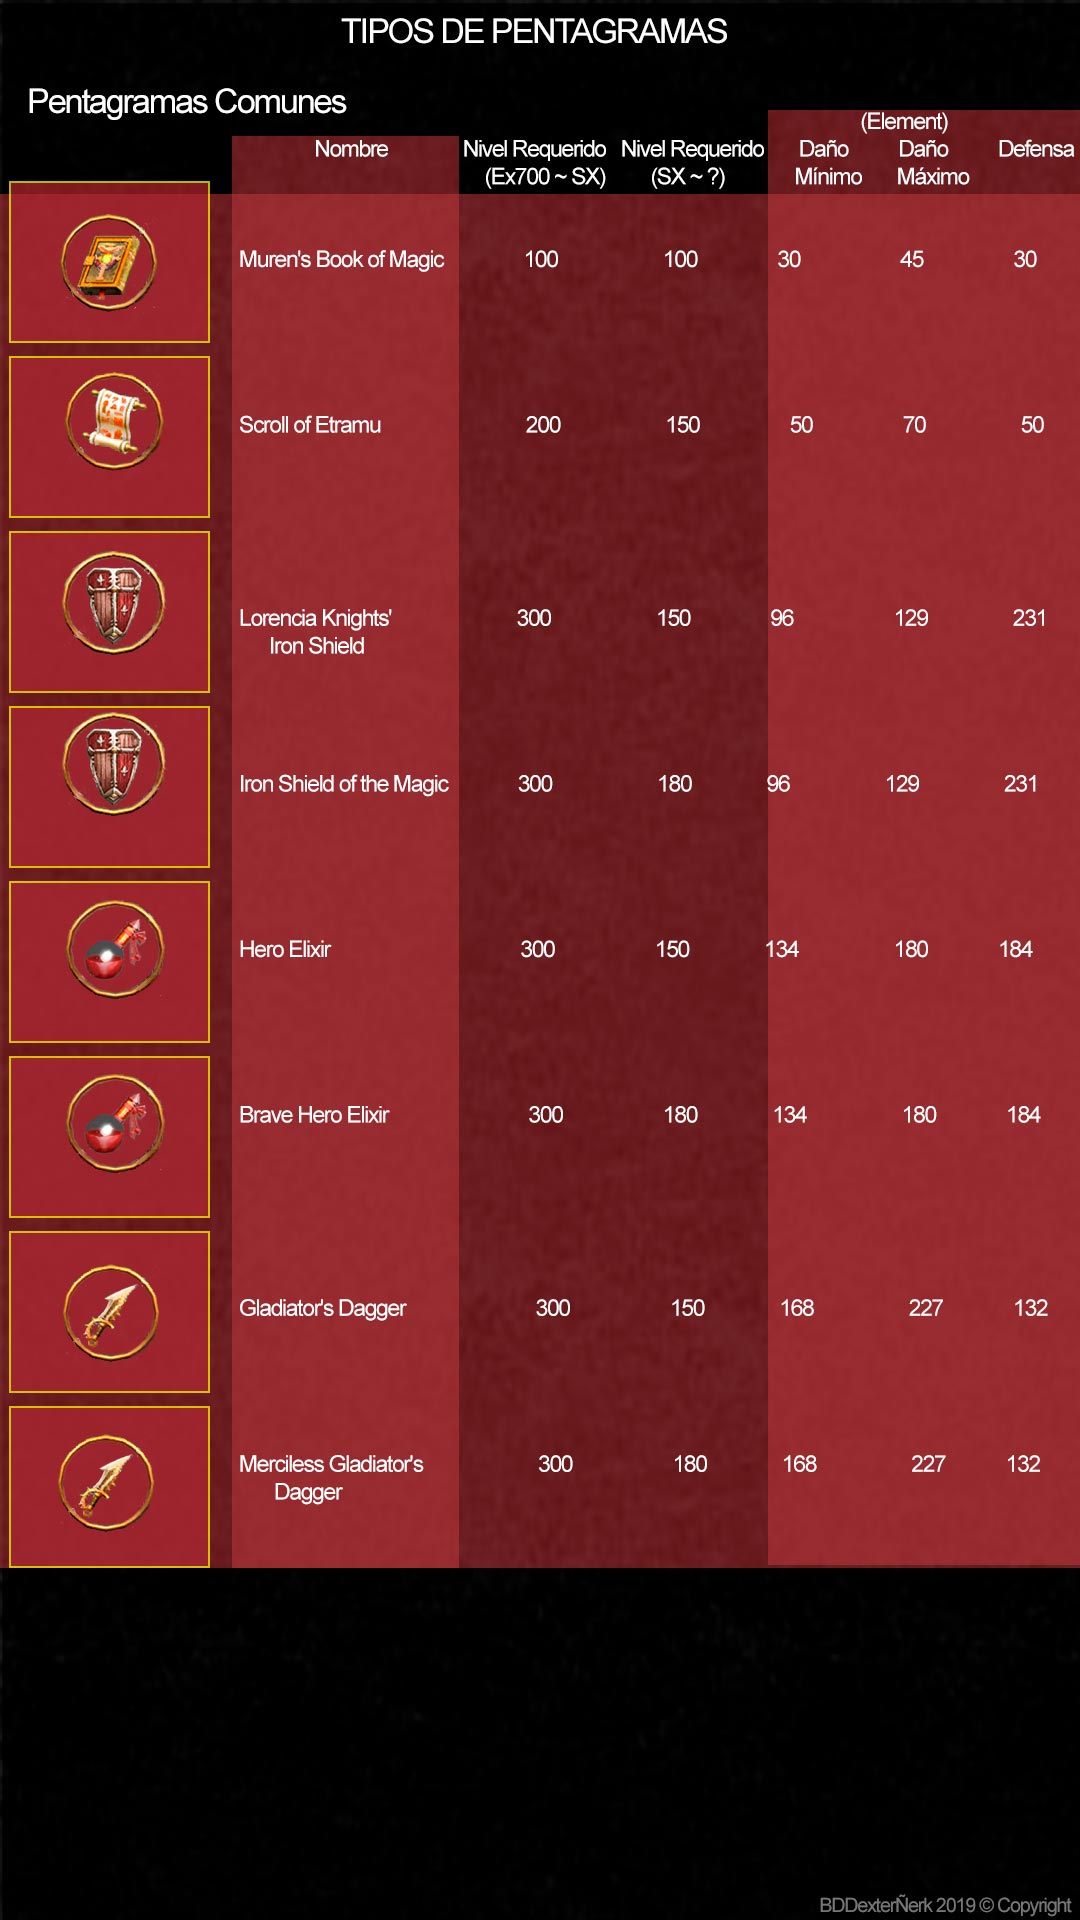 TIPOS DE PENTAGRAMAS
Pentagramas Comunes
(Element)
Nombre Nivel Requerido Nivel Requerido Daño Daño Defensa
(Ex700 ~ SX) (SX ~ ?) Mínimo Máximo
Muren's Book of Magic 100 100 30 45 30
Scroll of Etramu 200 150 50 70 50
Lorencia Knights' 300 150 96 129 231
Iron Shield
Iron Shield of the Magic 300 180 96 129 231
Hero Elixir 300 150 134 180 184
Brave Hero Elixir 300 180 134 180 184
Gladiator's Dagger 300 150 168 227 132
Merciless Gladiator's 300 180 168 227 132
Dagger
BDDexterÑerk 2019 © Copyright